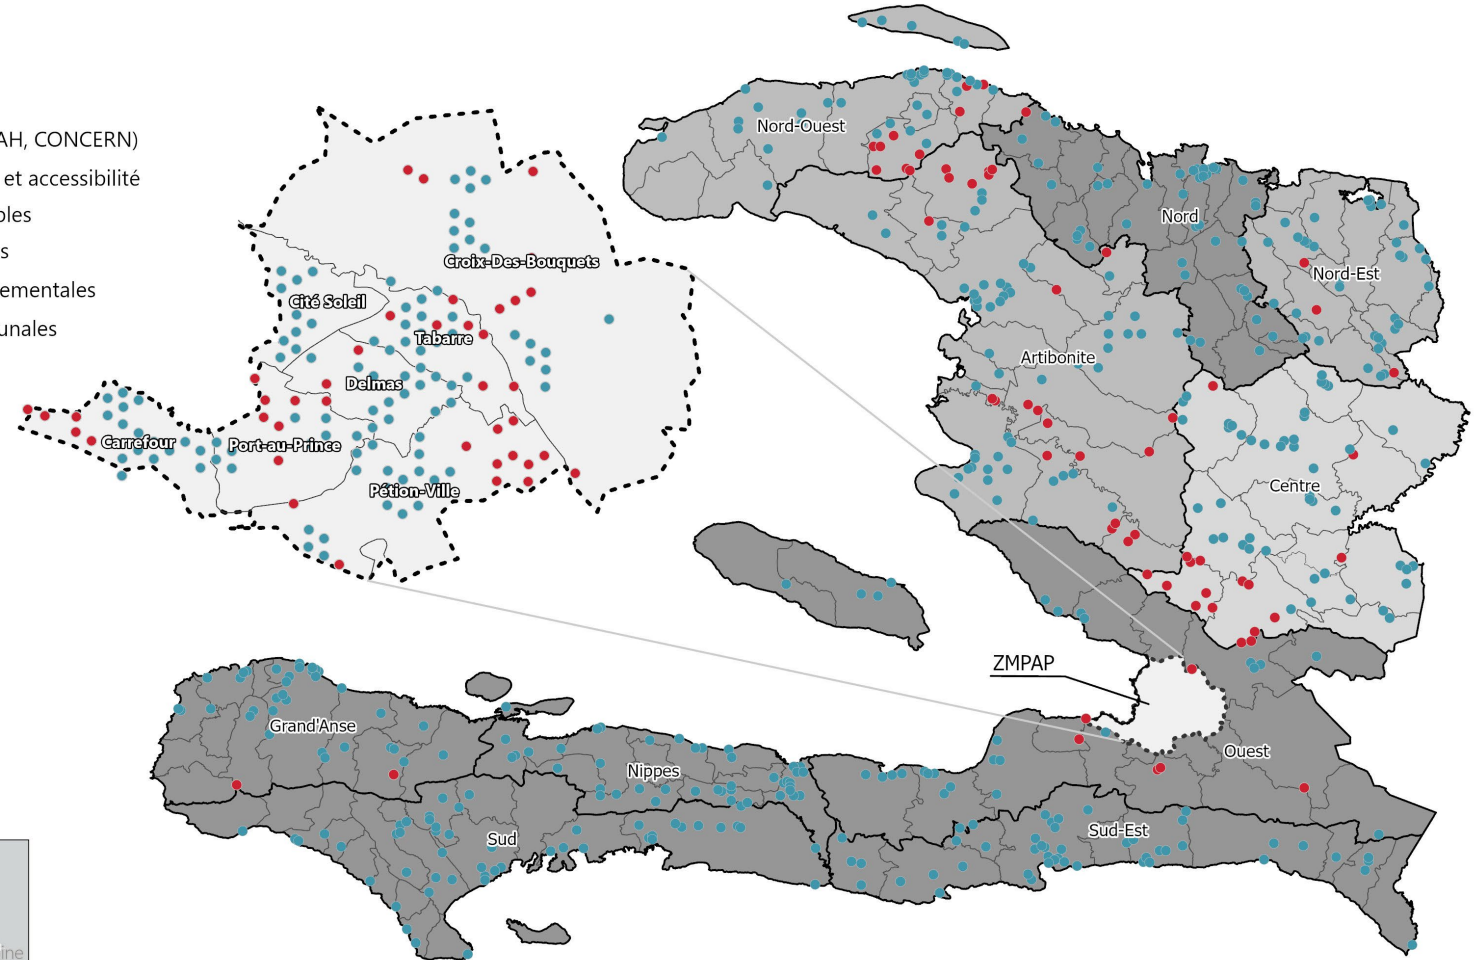 AH, CONCERN)
et accessibilité
bles
s
ementales
unales
Croix-Des-Bouquets
Cité Soleil
Tabarre
Delmas
Carrefour
Port-au-Prince
Pétion-Ville
Nord-Ouest
Nord
Nord-Est
Artibonite
Centre
ZMPAP
Ouest
Grand'Anse
Nippes
Sud
Sud-Est
ine